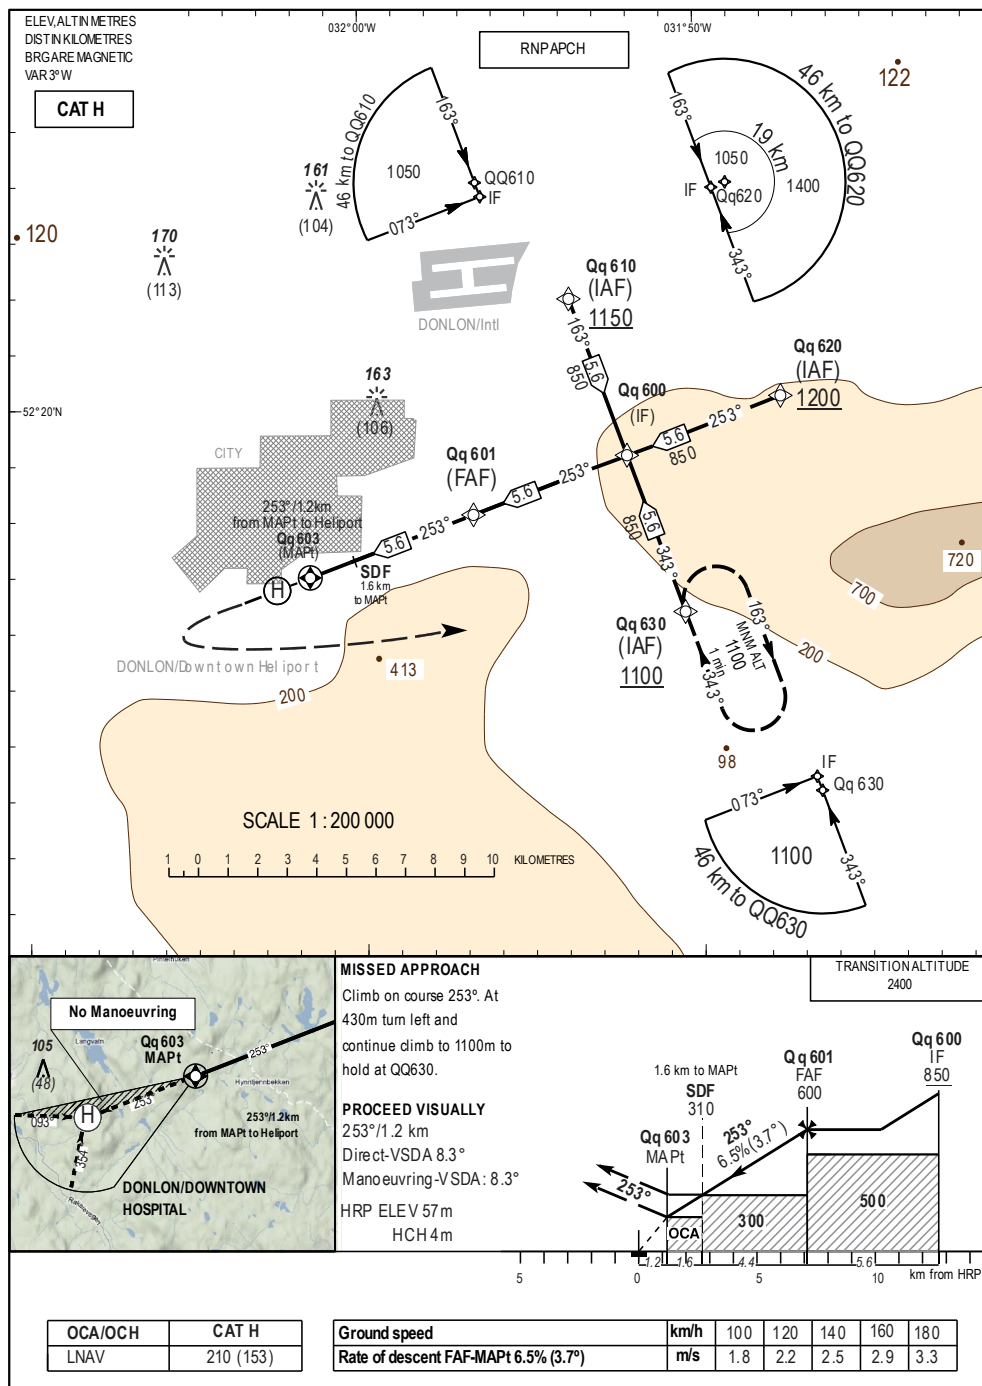 ELEV, ALT IN METRES
DIST IN KILOMETRES
BRG ARE MAGNETIC
VAR 3° W
CAT H
032°00'W
031°50'W
RNP APCH
122
46 km to QQ610
163°
1050
QQ610
IF
073°
46 km to QQ620
163°
19 km
1050
1400
IF
Qq620
343°
161
(104)
120
170
(113)
DONLON/Intl
Qq 610
(IAF)
1150
163°
5.6
850
Qq 620
(IAF)
1200
Qq 600
(IF)
253°
5.6
850
52°20'N
163
(106)
CITY
Qq 601
(FAF)
253°
5.6
253°/1.2km
from MAPt to Heliport
Qq 603
(MAPt)
253°
5.6
850
5.6
343°
SDF
1.6 km
to MAPt
H
720
700
Qq 630
(IAF)
1100
163°
MNM ALT
1100
1 min
343°
200
DONLON/Downtown Heliport
413
200
98
IF
Qq 630
073°
1100
343°
46 km to QQ630
SCALE 1 : 200 000
1 0 1 2 3 4 5 6 7 8 9 10 KILOMETRES
No Manoeuvring
Langvatn
105
(48)
Qq 603
MAPt
253°
Hynntjennbekken
093°
253°
H
354°
253°/1.2km
from MAPt to Heliport
DONLON/DOWNTOWN
HOSPITAL
MISSED APPROACH
Climb on course 253°. At
430m turn left and
continue climb to 1100m to
hold at QQ630.
PROCEED VISUALLY
253°/1.2 km
Direct-VSDA 8.3°
Manoeuvring-VSDA: 8.3°
HRP ELEV 57m
HCH 4m
TRANSITION ALTITUDE
2400
Qq 600
IF
850
Qq 601
FAF
600
1.6 km to MAPt
SDF
310
Qq 603
MAPt
253°
6.5% (3.7°)
253°
OCA
300
500
1.2 1.6 4.4 5.6
5 0 5 10 km from HRP
OCA/OCH CAT H
LNAV 210 (153)
Ground speed km/h 100 120 140 160 180
Rate of descent FAF-MAPt 6.5% (3.7°) m/s 1.8 2.2 2.5 2.9 3.3